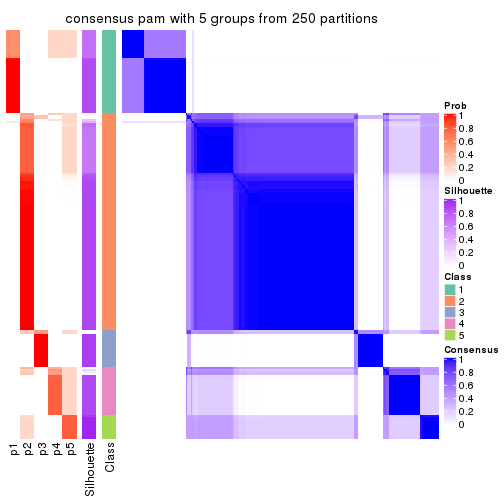 consensus pam with 5 groups from 250 partitions
Prob
1
0.8
0.6
0.4
0.2
0
Silhouette
1
0.8
0.6
0.4
0.2
0
Class
1
2
3
4
5
Consensus
1
0.8
0.6
0.4
0.2
0
p1
p2
p3
p4
p5
Silhouette
Class